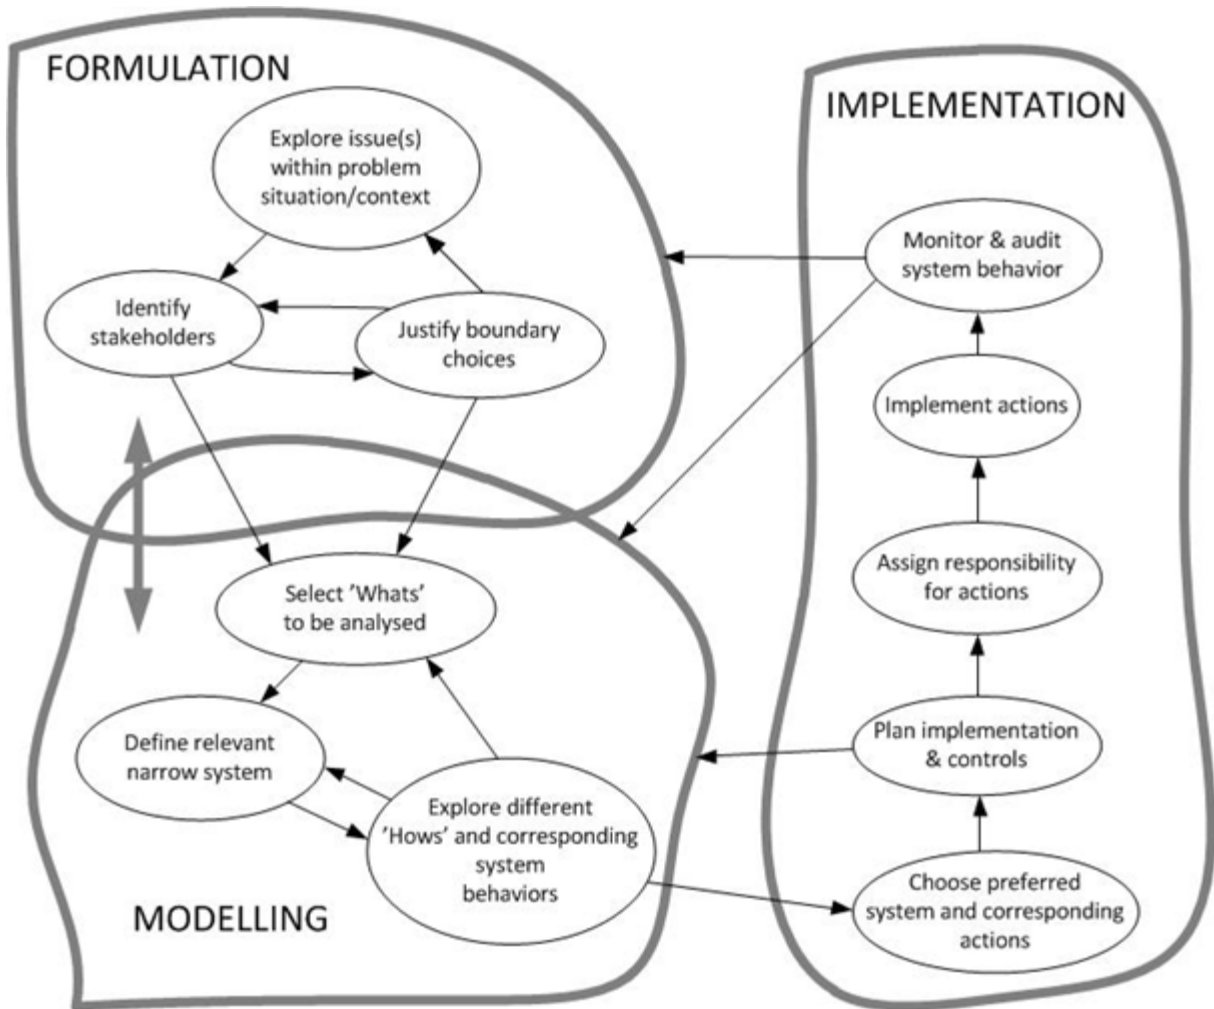 FORMULATION
Explore issue(s)
within problem
situation/context
Identify
stakeholders
Justify boundary
choices
Select 'Whats'
to be analysed
Define relevant
narrow system
Explore different
'Hows' and corresponding
system
behaviors
MODELLING
IMPLEMENTATION
Monitor & audit
system behavior
Implement actions
Assign responsibility
for actions
Plan implementation
& controls
Choose preferred
system and corresponding
actions